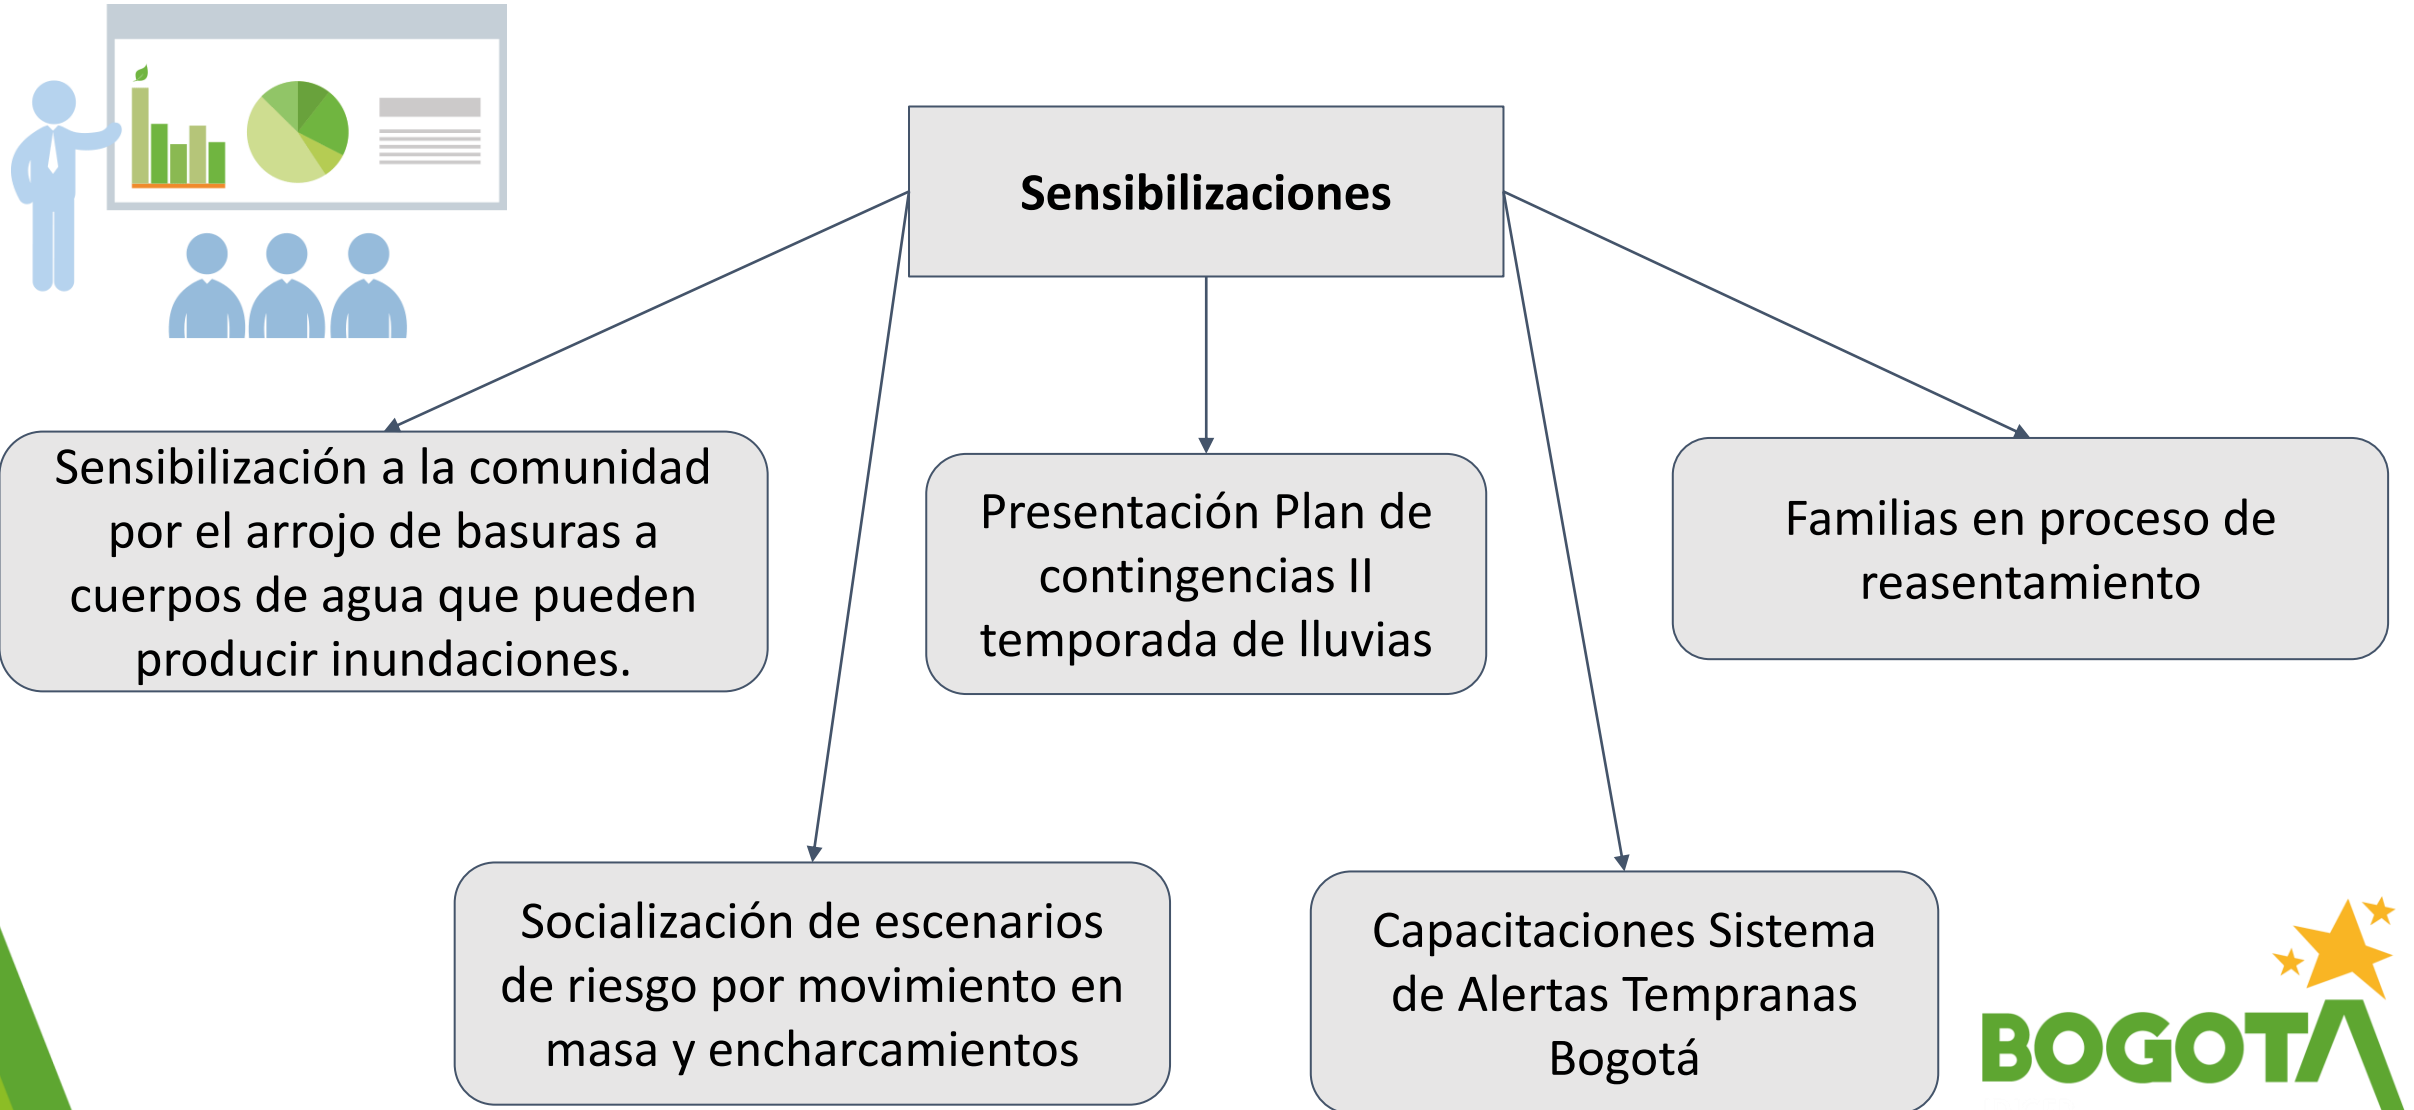 Sensibilizaciones
Sensibilización a la comunidad
por el arrojo de basuras a
cuerpos de agua que pueden
producir inundaciones.
Presentación Plan de
contingencias II
temporada de lluvias
Familias en proceso de
reasentamiento
Socialización de escenarios
de riesgo por movimiento en
masa y encharcamientos
Capacitaciones Sistema
de Alertas Tempranas
Bogotá
BOGOTÁ